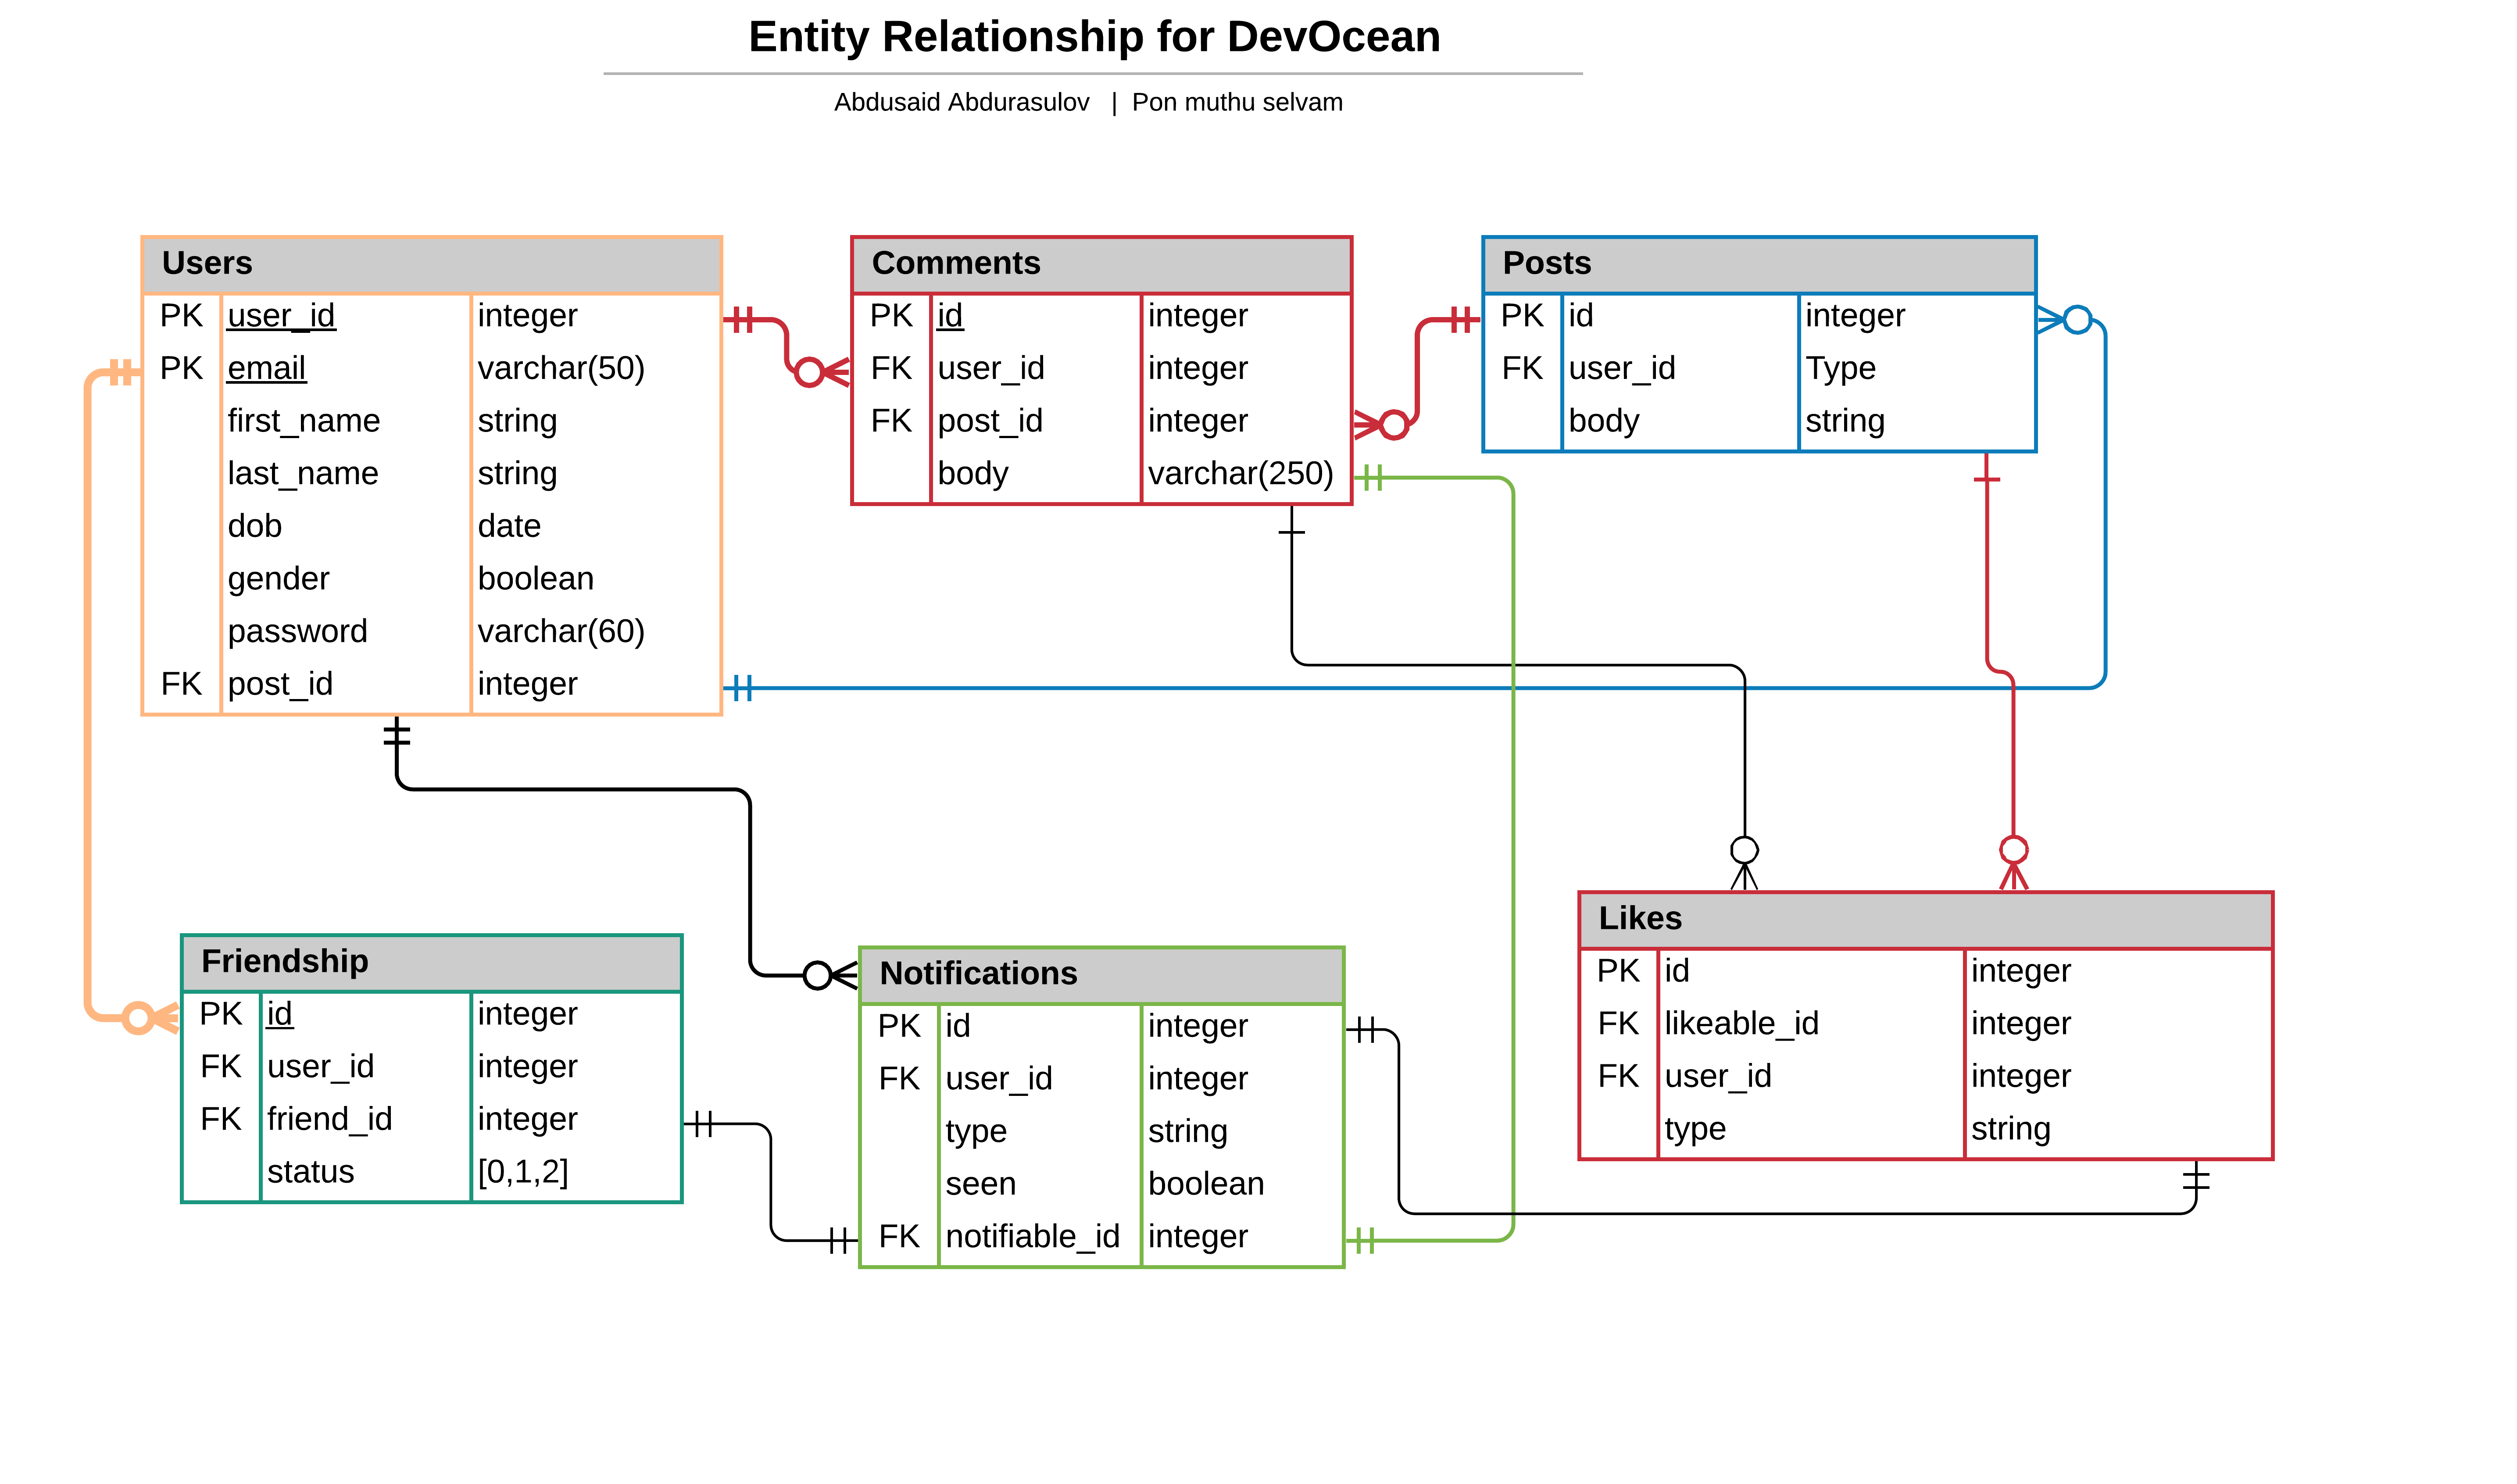 Entity Relationship for DevOcean
Abdusaid Abdurasulov | Pon muthu selvam
Users
PK user_id integer
PK email varchar(50)
first_name string
last_name string
dob date
gender boolean
password varchar(60)
FK post_id integer
Comments
PK id integer
FK user_id integer
FK post_id integer
body varchar(250)
Posts
PK id integer
FK user_id Type
body string
Friendship
PK id integer
FK user_id integer
FK friend_id integer
status [0,1,2]
Notifications
PK id integer
FK user_id integer
type string
seen boolean
FK notifiable_id integer
Likes
PK id integer
FK likeable_id integer
FK user_id integer
type string